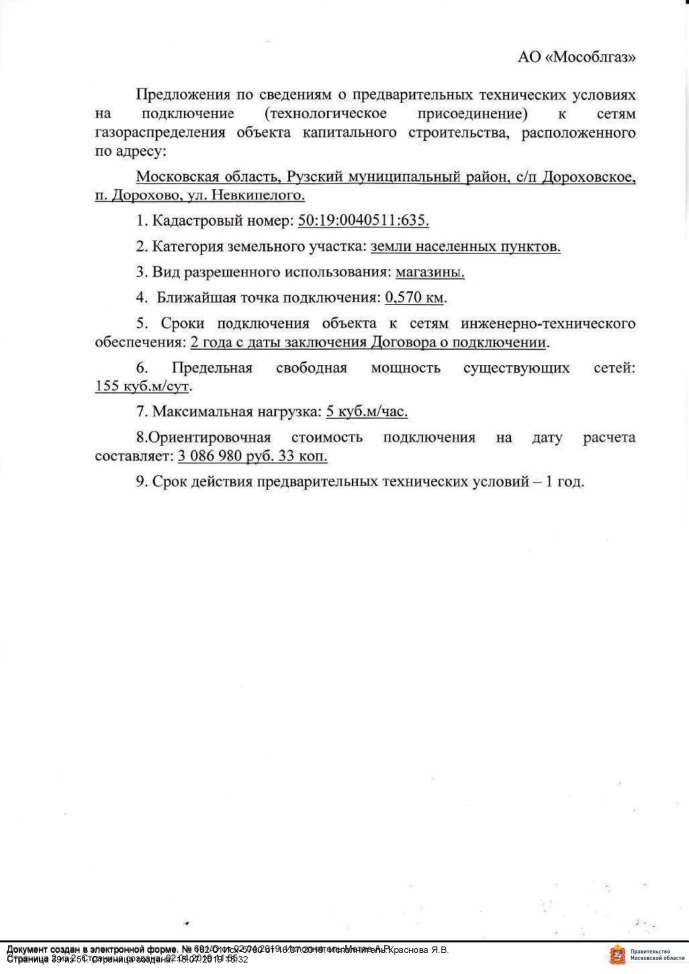 АО «Мособлгаз»
Предложения по сведениям о предварительных технических условиях
на подключение (технологическое присоединение) к сетям
газораспределения объекта капитального строительства, расположенного
по адресу:
Московская область, Рузский муниципальный район, с/п Дороховское,
п. Дорохово, ул. Невкипелого.
1. Кадастровый номер: 50:19:0040511:635.
2. Категория земельного участка: земли населенных пунктов.
3. Вид разрешенного использования: магазины.
4. Ближайшая точка подключения: 0,570 км.
5. Сроки подключения объекта к сетям инженерно-технического
обеспечения: 2 года с даты заключения Договора о подключении.
6. Предельная свободная мощность существующих сетей:
155 куб.м/сут.
7. Максимальная нагрузка: 5 куб.м/час.
8.Ориентировочная стоимость подключения на дату расчета
составляет: 3 086 980 руб. 33 коп.
9. Срок действия предварительных технических условий – 1 год.
Документ создан в электронной форме. № Краснова Я.В.
Страница
Правительство
Московской области